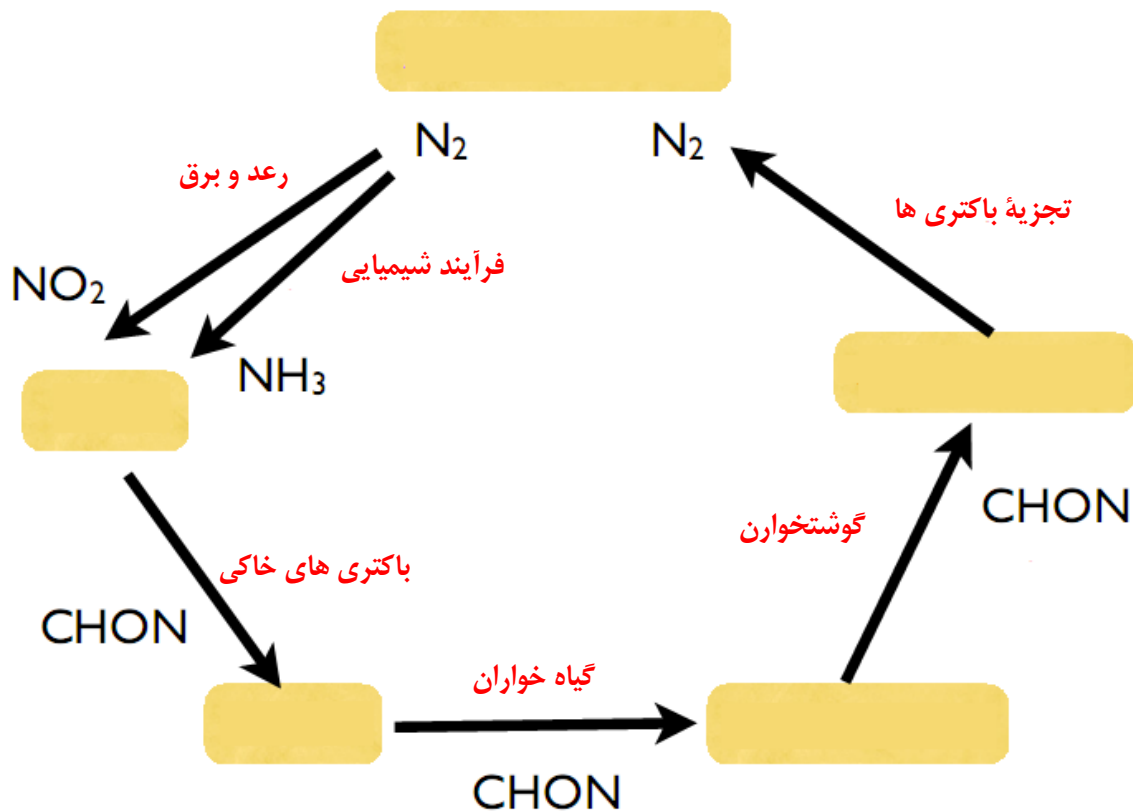 N₂
N₂
رعد و برق
تجزیهٔ باکتری ها
فرآیند شیمیایی
NO₂
NH₃
CHON
گوشتخوارن
باکتری های خاکی
CHON
گیاه خواران
CHON